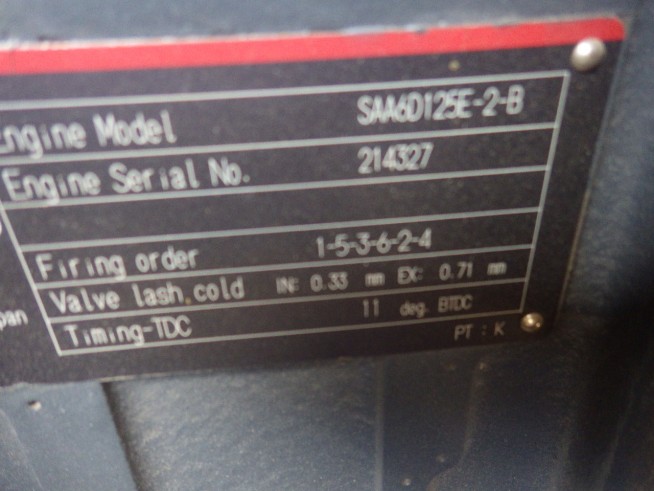 Engine Model SAA6D125E-2-B
Engine Serial No. 214327
Firing order 1-5-3-6-2-4
Valve lash,cold IN: 0.33 mm EX: 0.71 mm
Timing-TDC 11 deg. BTDC
pan PT : K